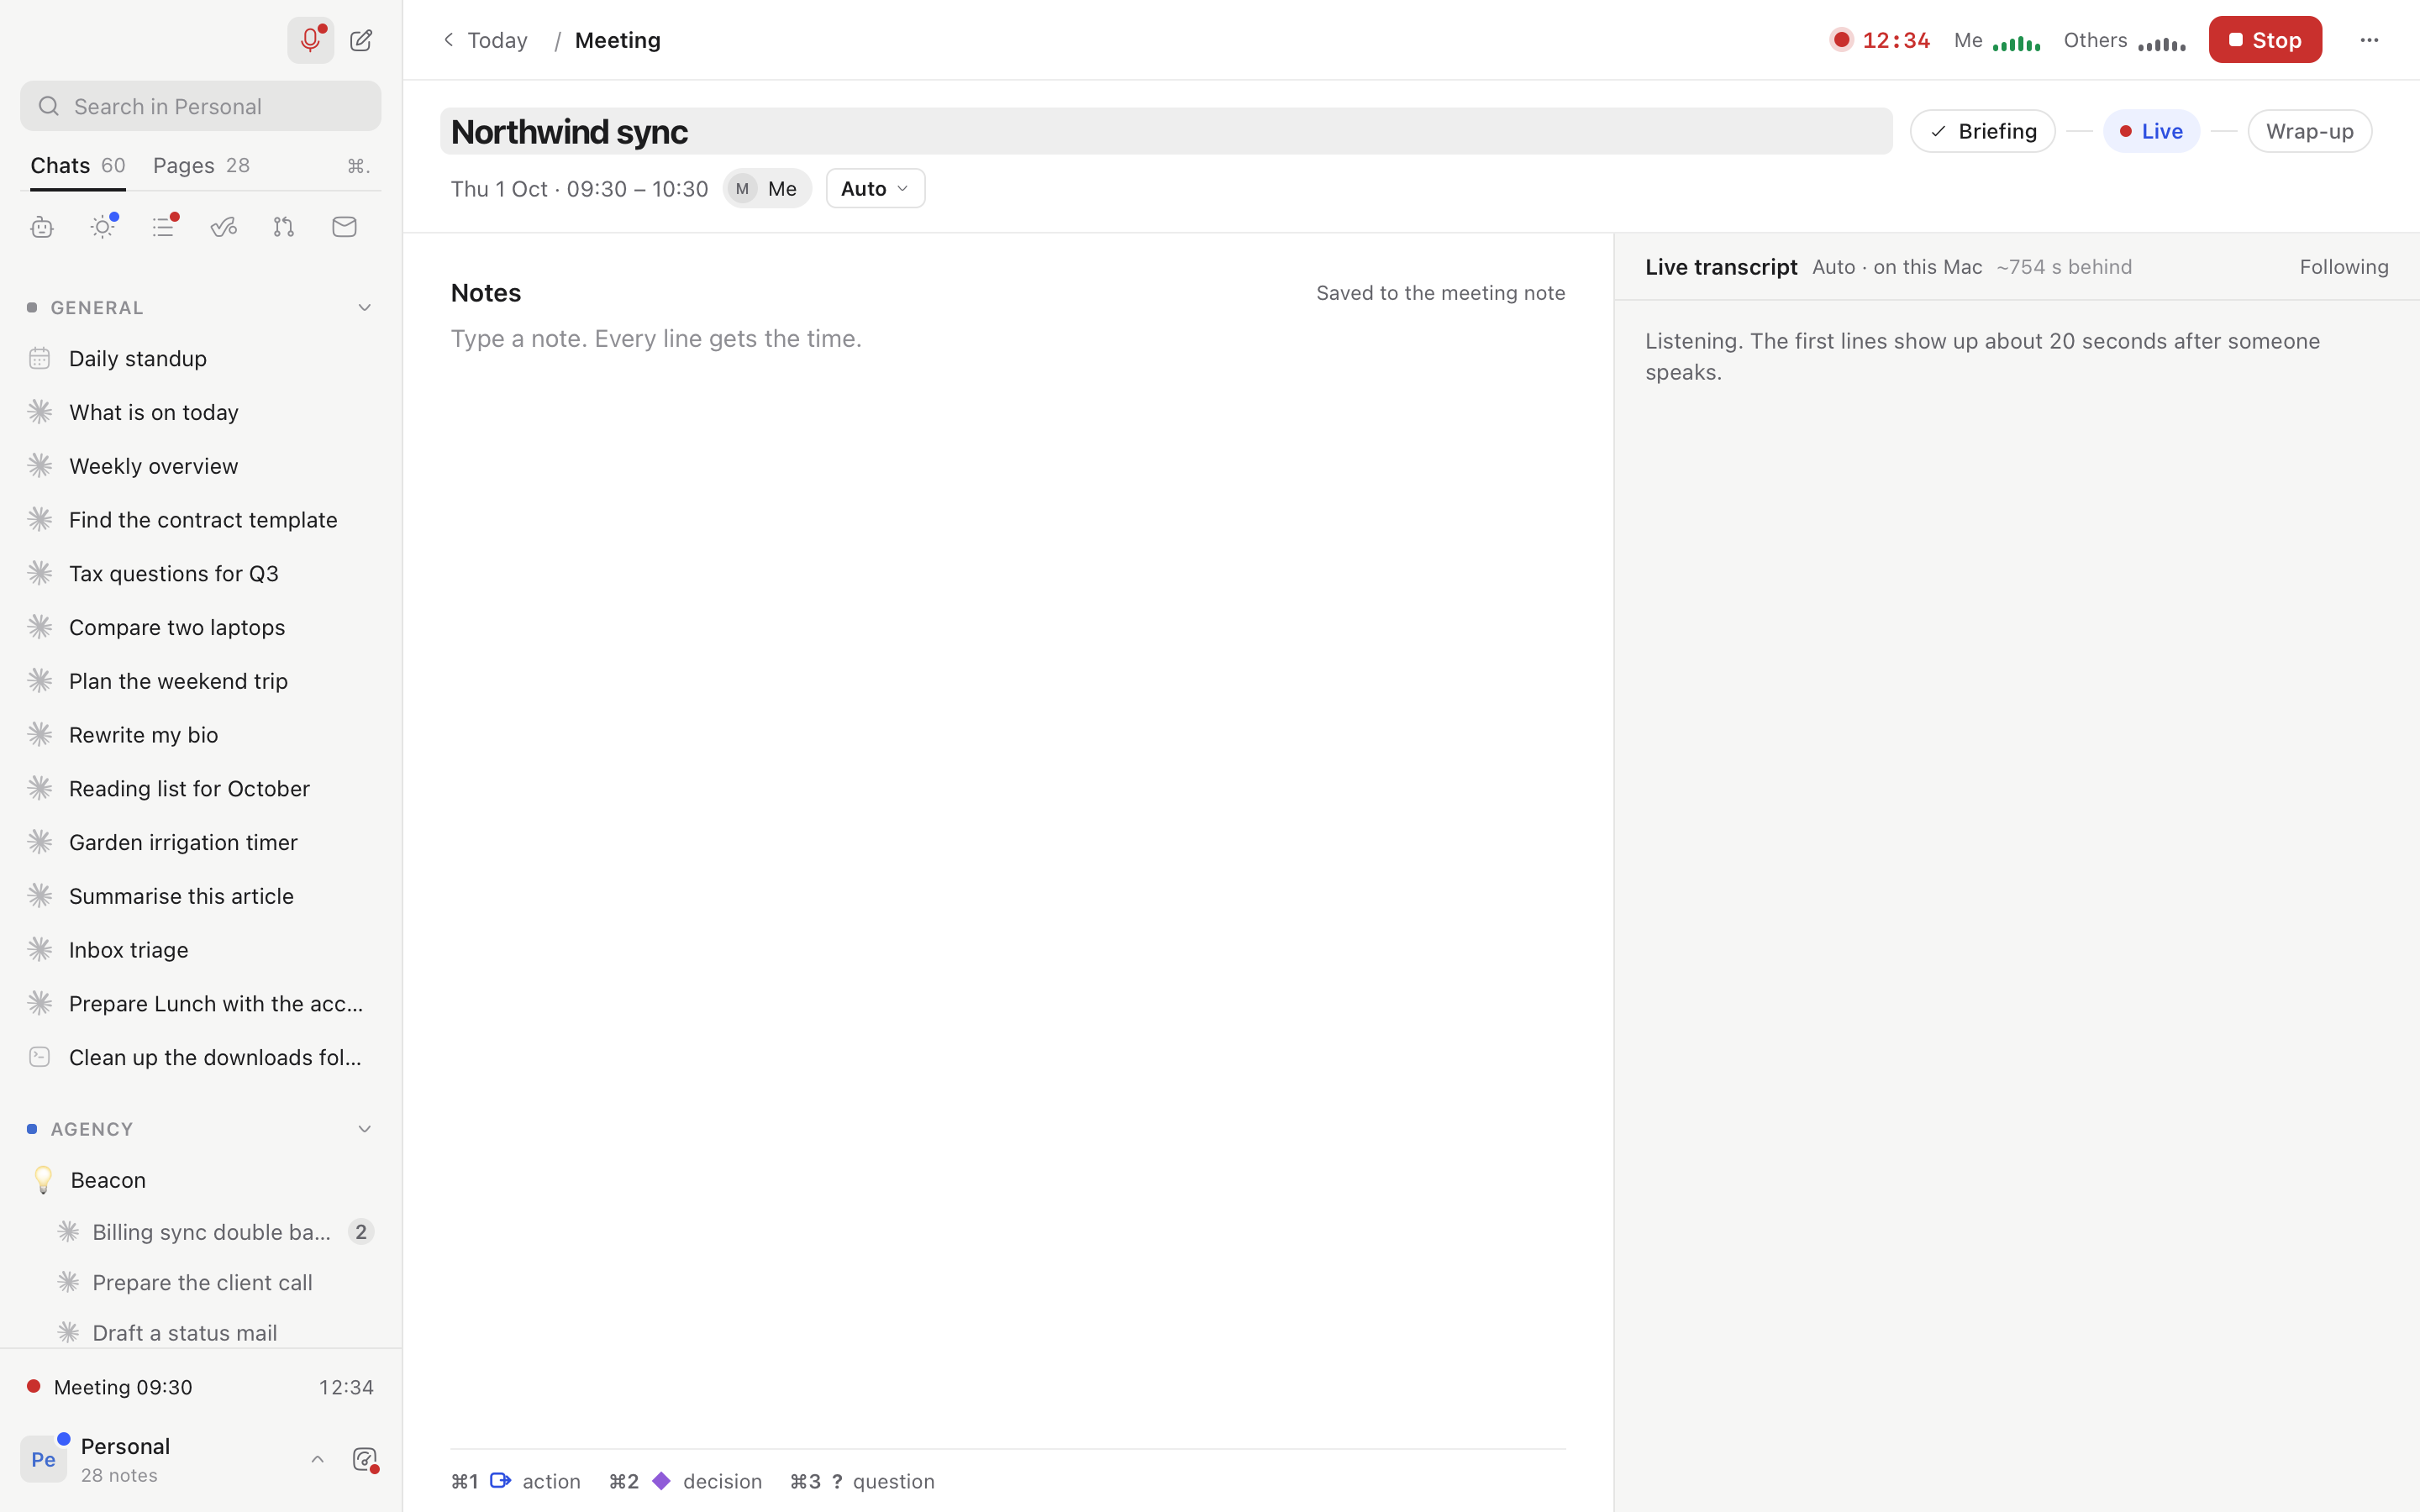 Search in Personal
Chats 60 Pages 28 ⌘.
GENERAL
Daily standup
What is on today
Weekly overview
Find the contract template
Tax questions for Q3
Compare two laptops
Plan the weekend trip
Rewrite my bio
Reading list for October
Garden irrigation timer
Summarise this article
Inbox triage
Prepare Lunch with the acc...
Clean up the downloads fol...
AGENCY
Beacon
Billing sync double ba... 2
Prepare the client call
Draft a status mail
Meeting 09:30 12:34
Pe Personal
28 notes
Today / Meeting
12:34 Me Others Stop
Northwind sync
Briefing Live Wrap-up
Thu 1 Oct · 09:30 – 10:30 M Me Auto
Notes Saved to the meeting note
Type a note. Every line gets the time.
⌘1 action ⌘2 decision ⌘3 ? question
Live transcript Auto · on this Mac ~754 s behind Following
Listening. The first lines show up about 20 seconds after someone
speaks.